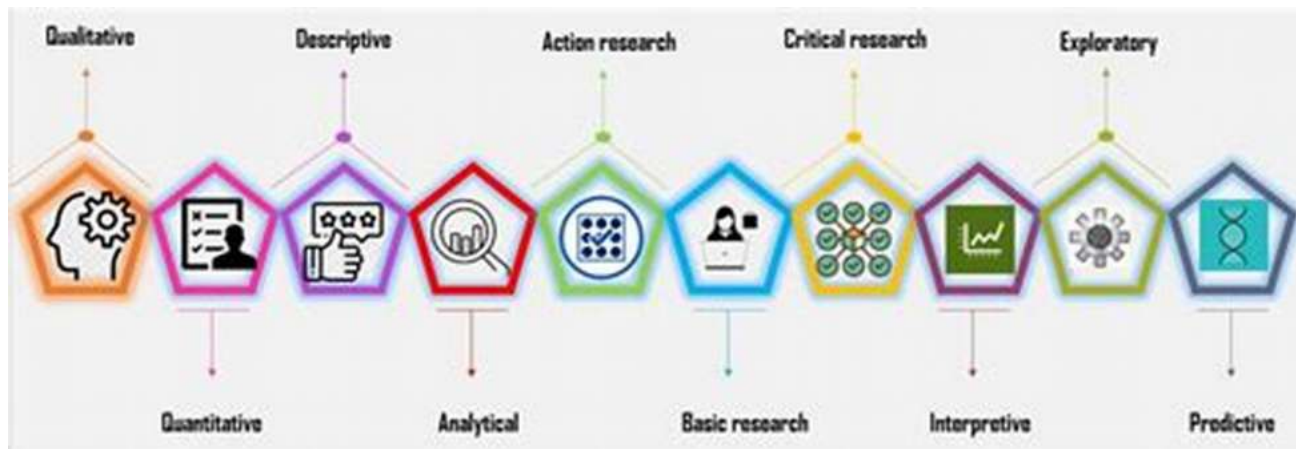 Qualitative
Descriptive
Action research
Critical research
Exploratory
Quantitative
Analytical
Basic research
Interpretive
Predictive